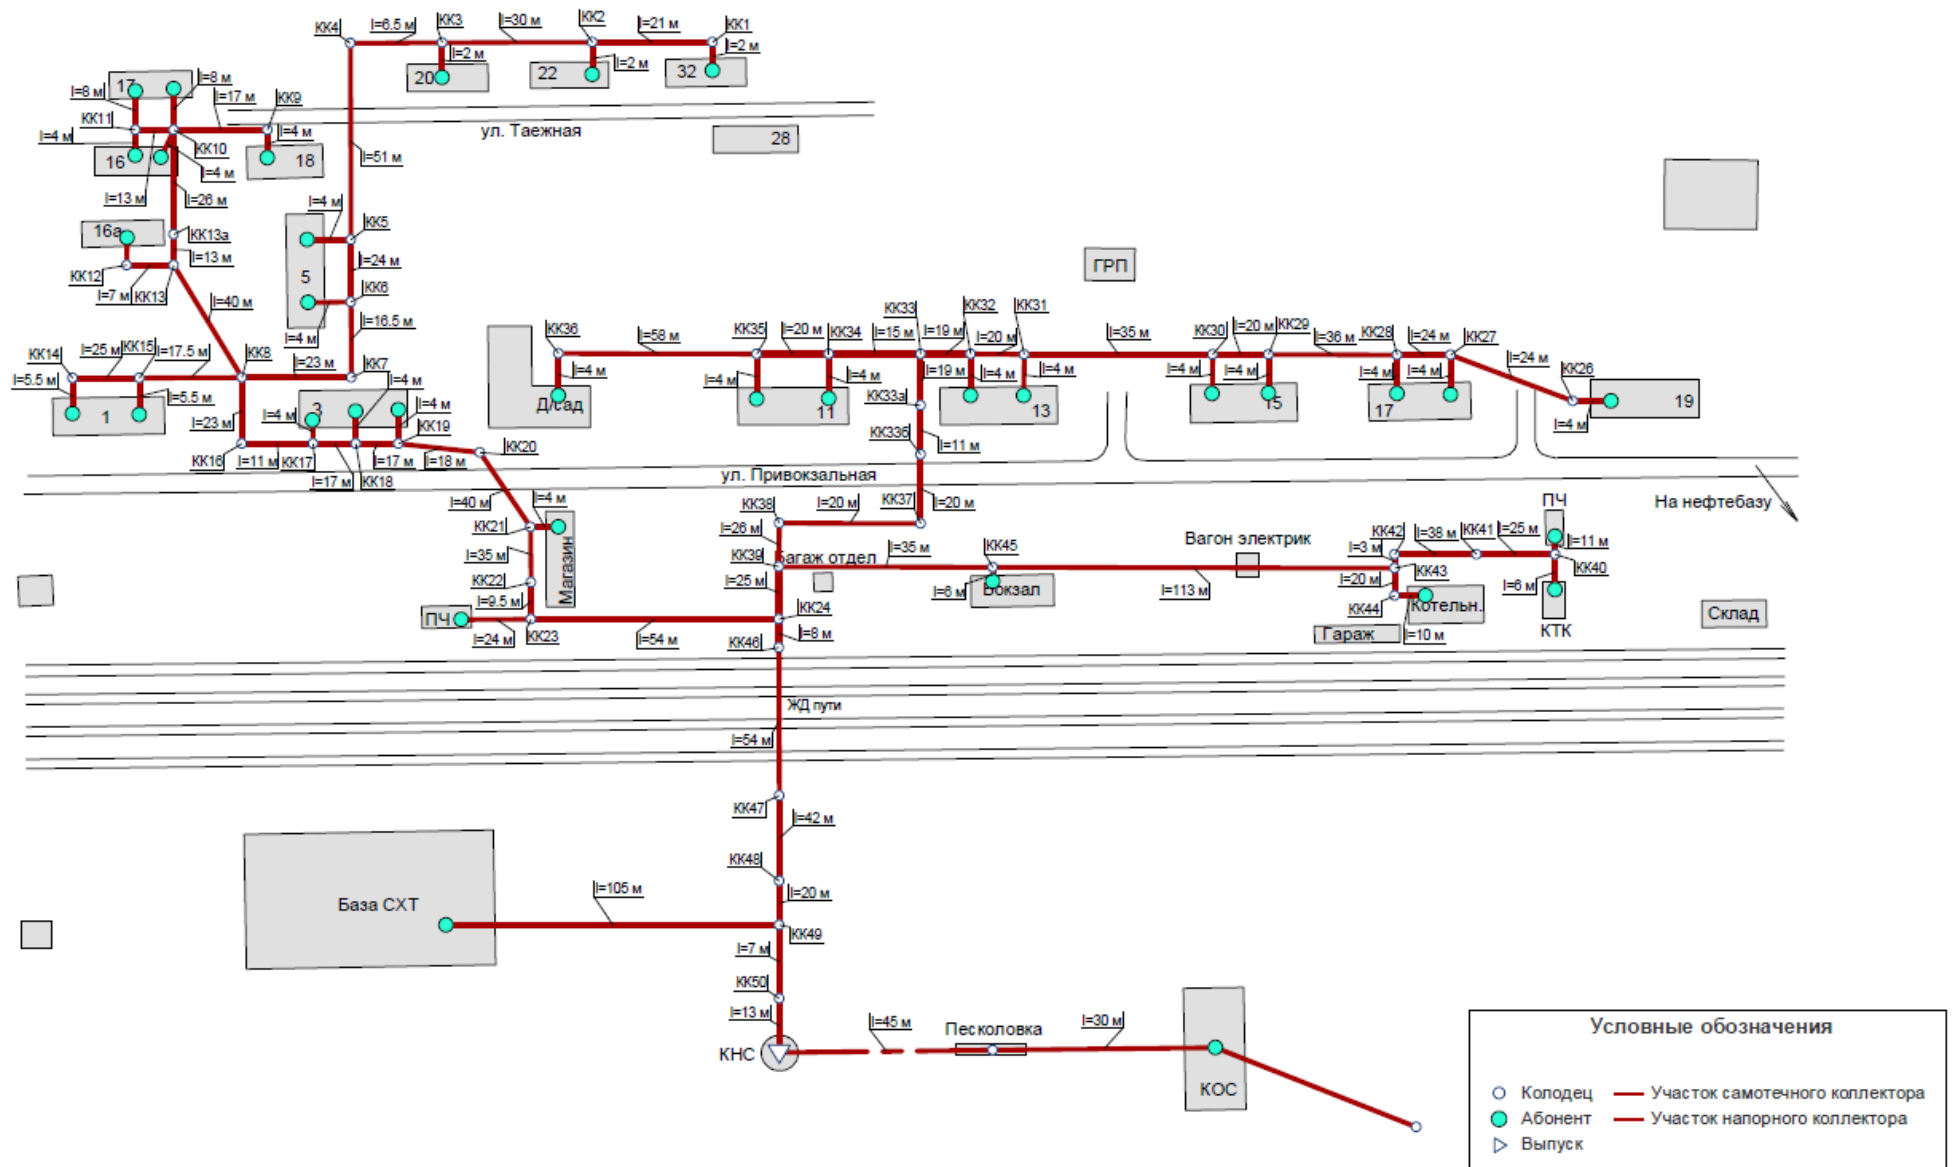 КК4
l=6.5 м
КК3
l=30 м
КК2
l=21 м
КК1
l=2 м
l=2 м
l=2 м
20
22
32
17
l=8 м
l=8 м
l=17 м
КК9
КК11
l=4 м
l=4 м
16
КК10
18
l=4 м
l=13 м
l=26 м
ул. Таежная
28
l=51 м
l=4 м
16а
КК13а
КК5
l=13 м
КК12
l=7 м
КК13
l=24 м
5
КК6
l=40 м
l=16.5 м
l=4 м
ГРП
КК14
l=25 м
КК15
l=17.5 м
КК8
l=23 м
КК7
l=5.5 м
l=5.5 м
1
l=23 м
l=4 м
3
l=4 м
l=4 м
КК19
КК16
l=11 м
КК17
l=17 м
КК18
l=17 м
l=18 м
КК20
КК36
l=58 м
КК35
l=20 м
КК34
l=15 м
КК33
l=19 м
КК32
l=20 м
КК31
l=35 м
КК30
l=20 м
КК29
l=36 м
КК28
l=24 м
КК27
l=24 м
КК26
l=4 м
l=4 м
l=4 м
l=19 м
l=4 м
l=4 м
l=4 м
l=4 м
l=4 м
l=4 м
l=4 м
Д/сад
11
КК33а
13
15
17
19
КК33б
l=11 м
ул. Привокзальная
l=40 м
l=4 м
КК21
Магазин
l=35 м
КК22
l=9.5 м
ПЧ
l=24 м
КК23
l=54 м
КК38
l=20 м
КК37
l=20 м
l=26 м
КК39
Багаж отдел
l=35 м
КК45
l=25 м
l=6 м
Вокзал
КК24
l=8 м
КК46
Вагон электрик
l=113 м
КК42
l=3 м
l=38 м
КК41
l=25 м
ПЧ
l=11 м
КК40
КК43
l=20 м
КК44
Котельн.
l=6 м
КТК
Гараж
l=10 м
Склад
На нефтебазу
ЖД пути
l=54 м
КК47
l=42 м
КК48
l=20 м
База СХТ
l=105 м
КК49
l=7 м
КК50
l=13 м
КНС
l=45 м
Песколовка
l=30 м
КОС
Условные обозначения
Колодец
Участок самотечного коллектора
Абонент
Участок напорного коллектора
Выпуск